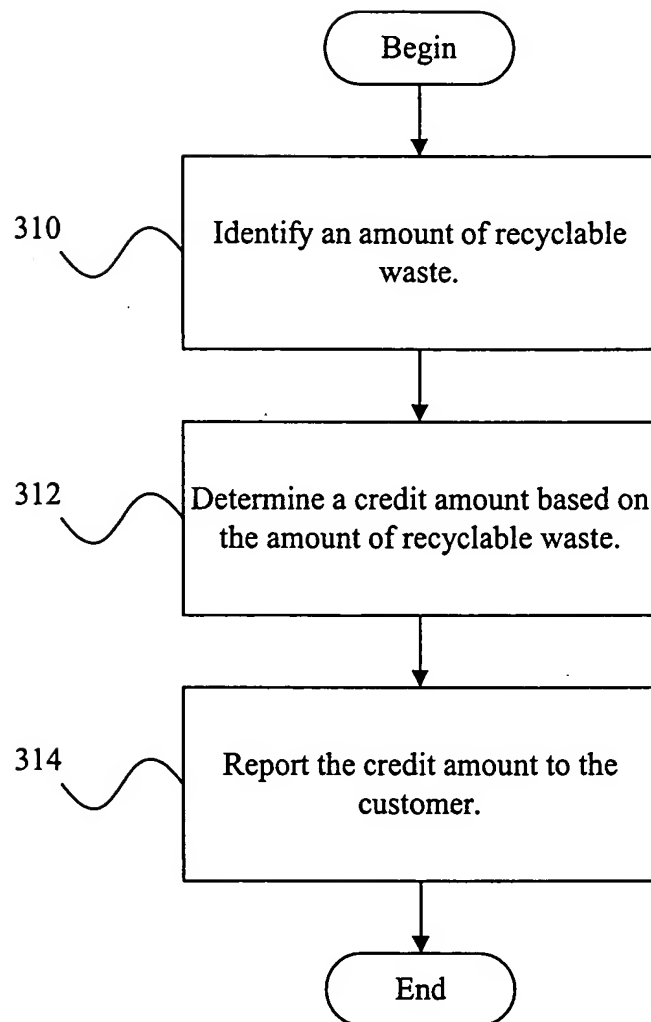 Begin
310
Identify an amount of recyclable
waste.
312
Determine a credit amount based on
the amount of recyclable waste.
314
Report the credit amount to the
customer.
End